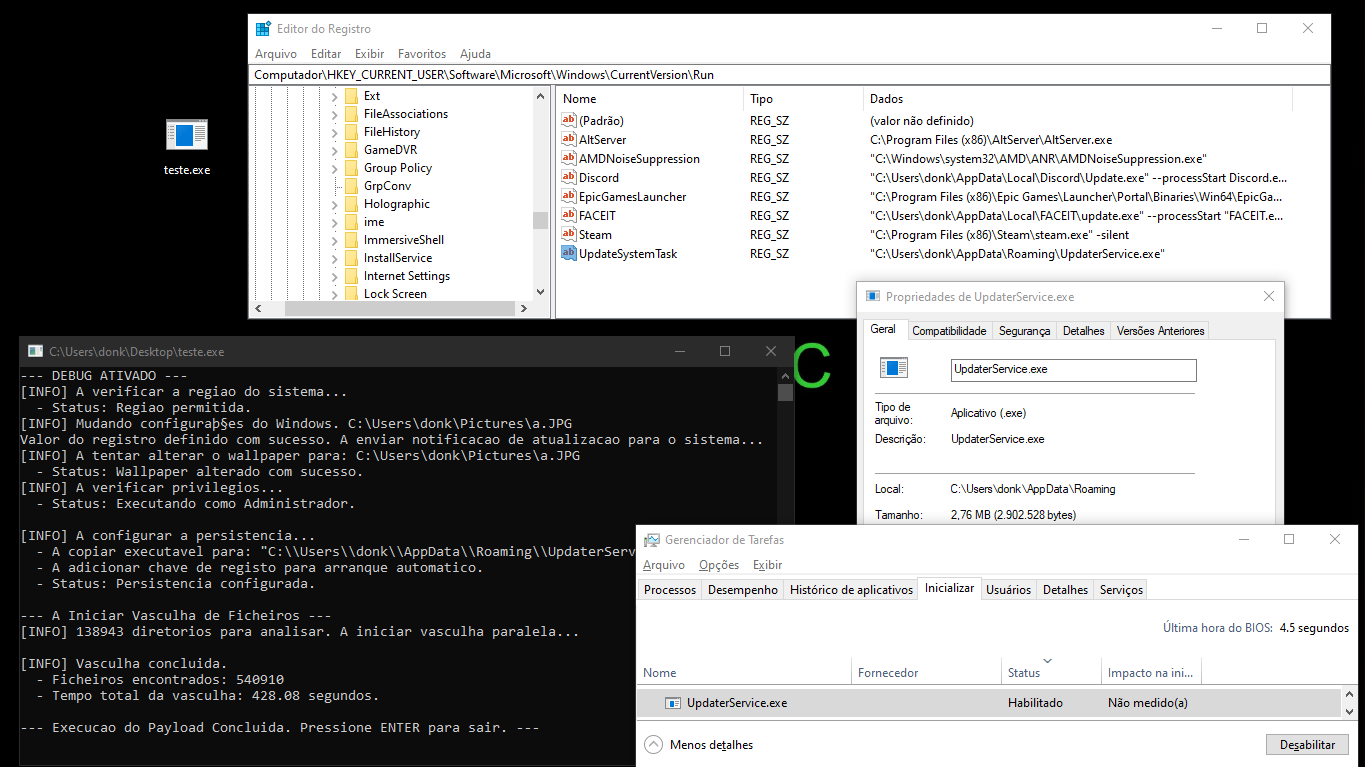 Editor do Registro
Arquivo Editar Exibir Favoritos Ajuda
Computador\HKEY_CURRENT_USER\Software\Microsoft\Windows\CurrentVersion\Run
Ext
FileAssociations
FileHistory
GameDVR
Group Policy
GrpConv
Holographic
ime
ImmersiveShell
InstallService
Internet Settings
Lock Screen
Nome Tipo Dados
(Padrão) REG_SZ (valor não definido)
AltServer REG_SZ C:\Program Files (x86)\AltServer\AltServer.exe
AMDNoiseSuppression REG_SZ "C:\Windows\system32\AMD\ANR\AMDNoiseSuppression.exe"
Discord REG_SZ "C:\Users\donk\AppData\Local\Discord\Update.exe" --processStart Discord.e...
EpicGamesLauncher REG_SZ "C:\Program Files (x86)\Epic Games\Launcher\Portal\Binaries\Win64\EpicGa...
FACEIT REG_SZ "C:\Users\donk\AppData\Local\FACEIT\update.exe" --processStart "FACEIT.e...
Steam REG_SZ "C:\Program Files (x86)\Steam\steam.exe" -silent
UpdateSystemTask REG_SZ "C:\Users\donk\AppData\Roaming\UpdaterService.exe"
teste.exe
C:\Users\donk\Desktop\teste.exe
--- DEBUG ATIVADO ---
[INFO] A verificar a regiao do sistema...
- Status: Regiao permitida.
[INFO] Mudando configuraþ§es do Windows. C:\Users\donk\Pictures\a.JPG
Valor do registro definido com sucesso. A enviar notificacao de atualizacao para o sistema...
[INFO] A tentar alterar o wallpaper para: C:\Users\donk\Pictures\a.JPG
- Status: Wallpaper alterado com sucesso.
[INFO] A verificar privilegios...
- Status: Executando como Administrador.
[INFO] A configurar a persistencia...
- A copiar executavel para: "C:\\Users\\donk\\AppData\\Roaming\\UpdaterServ
- A adicionar chave de registo para arranque automatico.
- Status: Persistencia configurada.
--- A Iniciar Vasculha de Ficheiros ---
[INFO] 138943 diretorios para analisar. A iniciar vasculha paralela...
[INFO] Vasculha concluida.
- Ficheiros encontrados: 540910
- Tempo total da vasculha: 428.08 segundos.
--- Execucao do Payload Concluida. Pressione ENTER para sair. ---
C
Propriedades de UpdaterService.exe
Geral Compatibilidade Segurança Detalhes Versões Anteriores
UpdaterService.exe
Tipo de
arquivo: Aplicativo (.exe)
Descrição: UpdaterService.exe
Local: C:\Users\donk\AppData\Roaming
Tamanho: 2,76 MB (2.902.528 bytes)
Gerenciador de Tarefas
Arquivo Opções Exibir
Processos Desempenho Histórico de aplicativos Inicializar Usuários Detalhes Serviços
Última hora do BIOS: 4.5 segundos
Nome Fornecedor Status Impacto na ini...
UpdaterService.exe Habilitado Não medido(a)
Menos detalhes Desabilitar